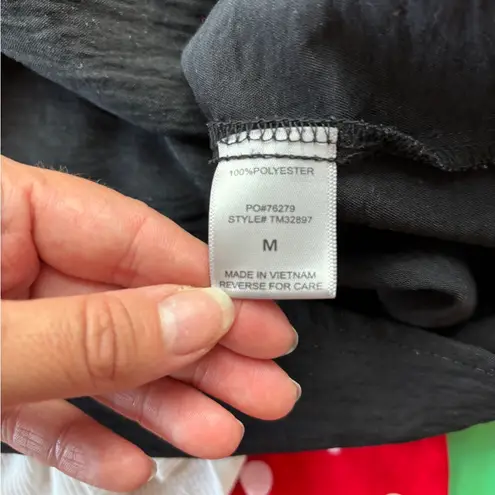 100%POLYESTER
PO#76279
STYLE# TM32897
M
MADE IN VIETNAM
REVERSE FOR CARE